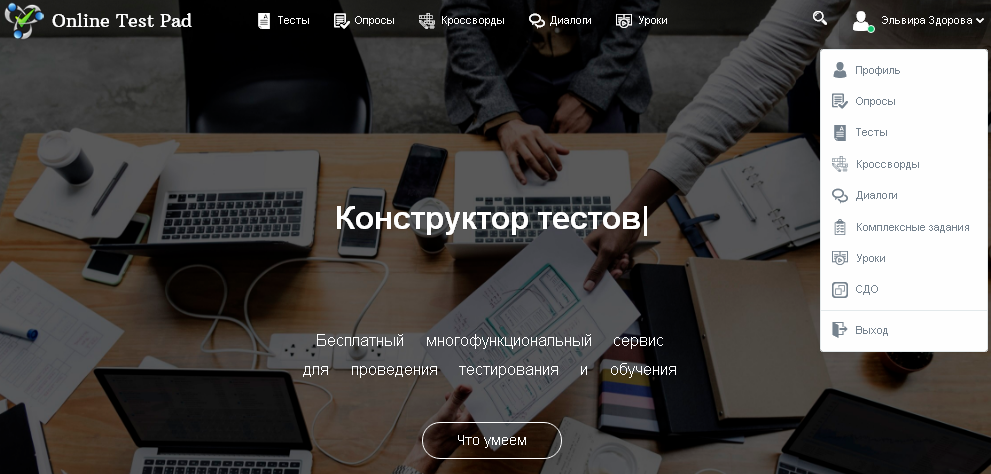 Online Test Pad
Тесты
Опросы
Кроссворды
Диалоги
Уроки
Эльвира Здорова
Профиль
Опросы
Тесты
Кроссворды
Диалоги
Комплексные задания
Уроки
СДО
Выход
Конструктор тестов|
Бесплатный многофункциональный сервис
для проведения тестирования и обучения
Что умеем